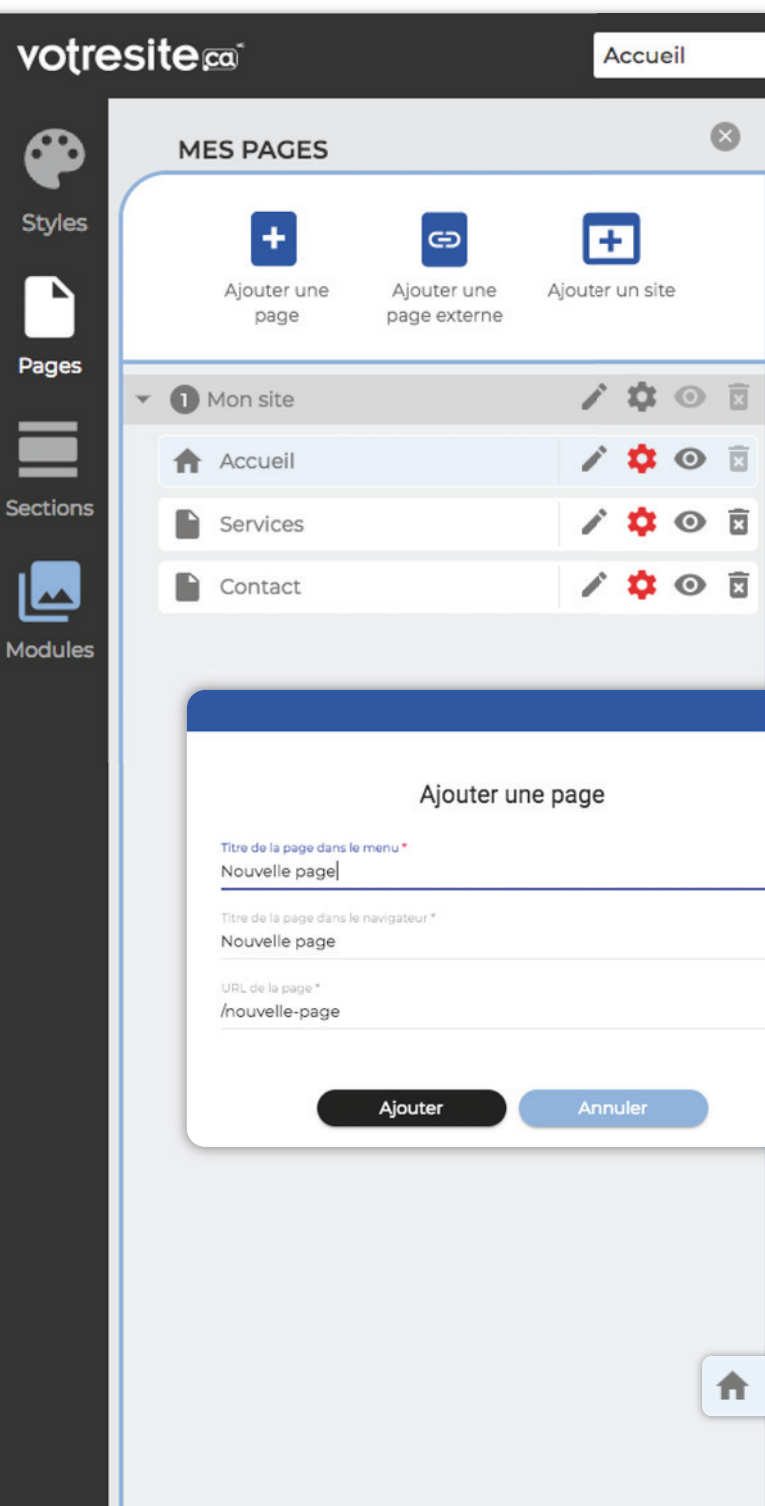 votresite.ca MC
Accueil
MES PAGES
Styles
Ajouter une
page
Ajouter une
page externe
Ajouter un site
Pages
1 Mon site
Accueil
Sections
Services
Contact
Modules
Ajouter une page
Titre de la page dans le menu *
Nouvelle page
Titre de la page dans le navigateur *
Nouvelle page
URL de la page *
/nouvelle-page
Ajouter
Annuler